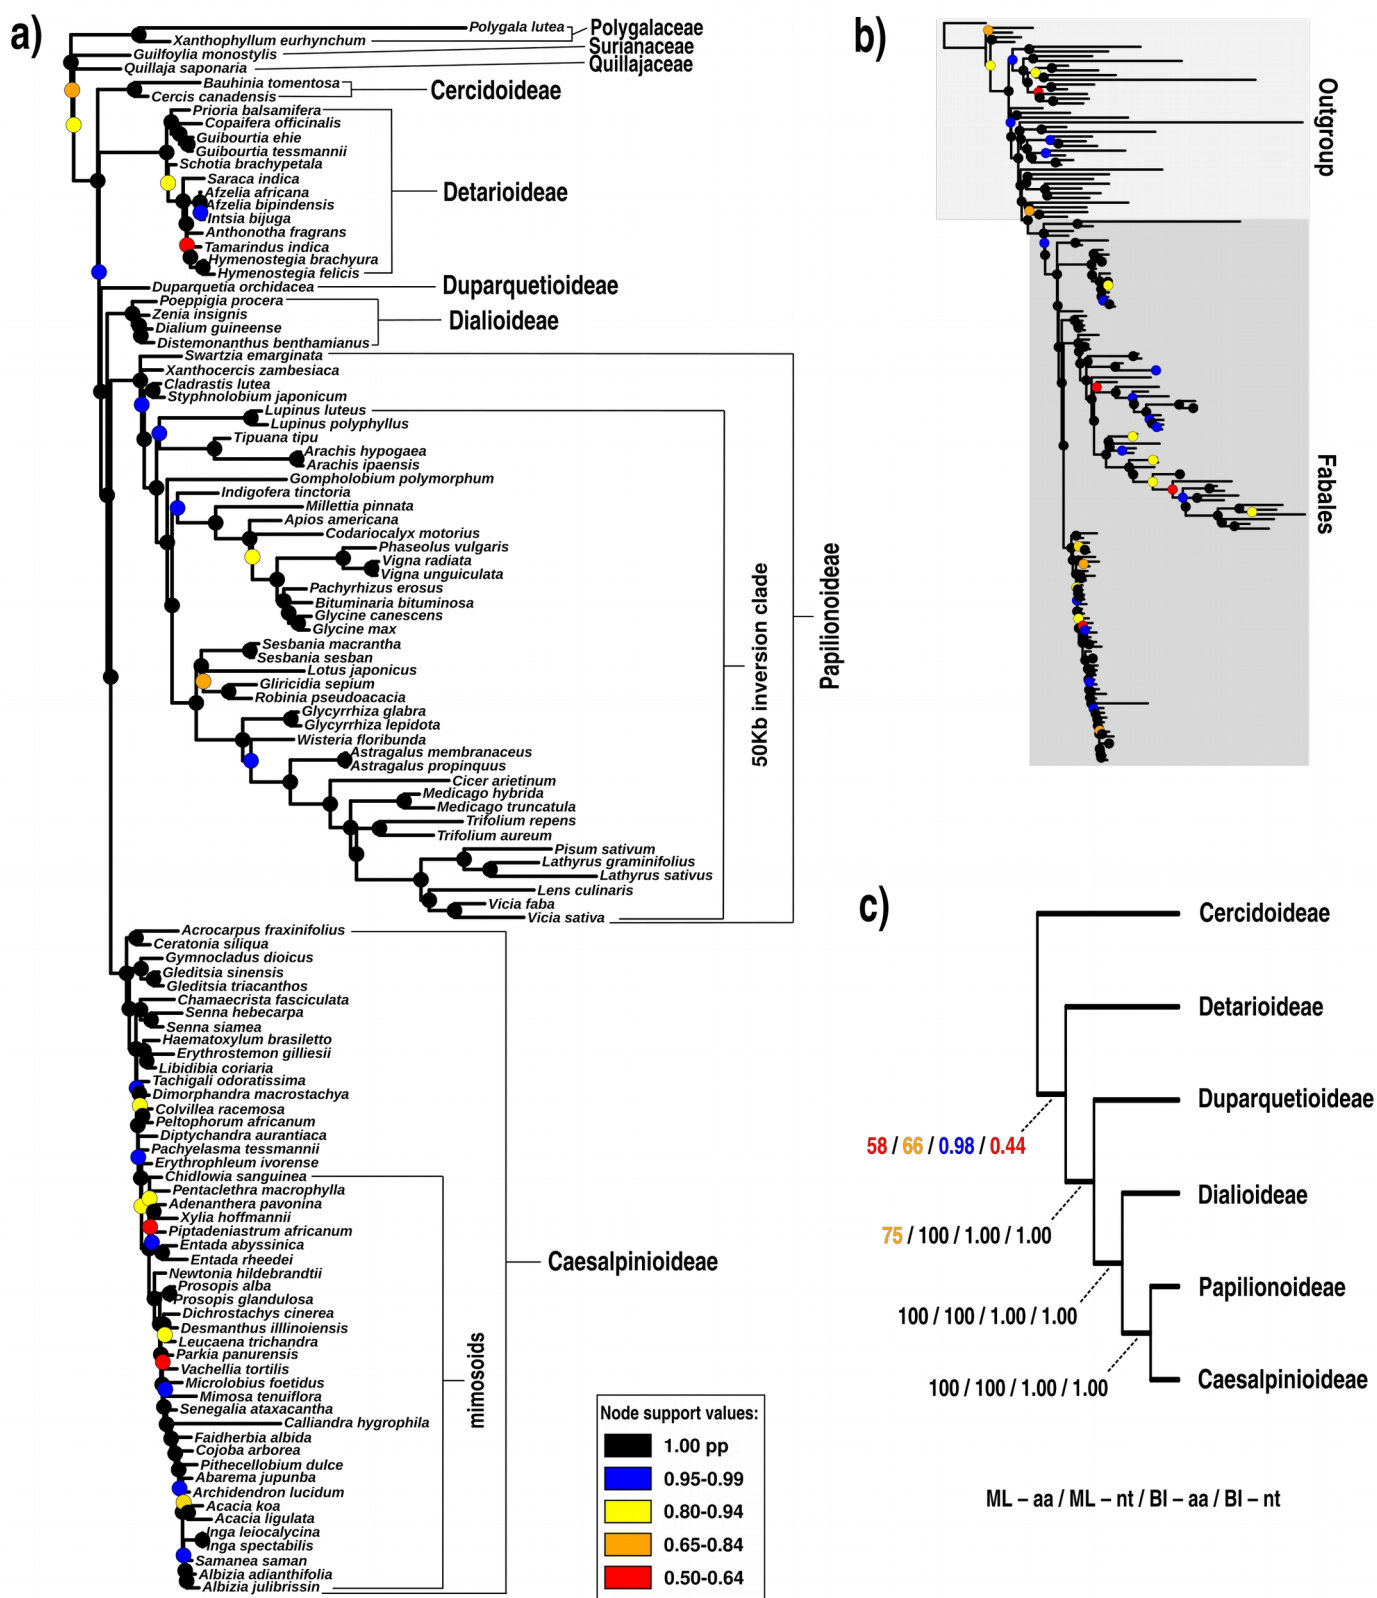 a)
Polygala lutea
Xanthophyllum eurhynchum
Polygalaceae
Guilfoylia monostylis
Surianaceae
Quillaja saponaria
Quillajaceae
Bauhinia tomentosa
Cercis canadensis
Cercidoideae
Prioria balsamifera
Copaifera officinalis
Guibourtia ehie
Guibourtia tessmannii
Schotia brachypetala
Saraca indica
Afzelia africana
Afzelia bipindensis
Intsia bijuga
Anthonotha fragrans
Tamarindus indica
Hymenostegia brachyura
Hymenostegia felicis
Detarioideae
Duparquetia orchidacea
Duparquetioideae
Poeppigia procera
Zenia insignis
Dialium guineense
Distemonanthus benthamianus
Dialioideae
Swartzia emarginata
Xanthocercis zambesiaca
Cladrastis lutea
Styphnolobium japonicum
Lupinus luteus
Lupinus polyphyllus
Tipuana tipu
Arachis hypogaea
Arachis ipaensis
Gompholobium polymorphum
Indigofera tinctoria
Millettia pinnata
Apios americana
Codariocalyx motorius
Phaseolus vulgaris
Vigna radiata
Vigna unguiculata
Pachyrhizus erosus
Bituminaria bituminosa
Glycine canescens
Glycine max
Sesbania macrantha
Sesbania sesban
Lotus japonicus
Gliricidia sepium
Robinia pseudoacacia
Glycyrrhiza glabra
Glycyrrhiza lepidota
Wisteria floribunda
Astragalus membranaceus
Astragalus propinquus
Cicer arietinum
Medicago hybrida
Medicago truncatula
Trifolium repens
Trifolium aureum
Pisum sativum
Lathyrus graminifolius
Lathyrus sativus
Lens culinaris
Vicia faba
Vicia sativa
50Kb inversion clade
Papilionoideae
Acrocarpus fraxinifolius
Ceratonia siliqua
Gymnocladus dioicus
Gleditsia sinensis
Gleditsia triacanthos
Chamaecrista fasciculata
Senna hebecarpa
Senna siamea
Haematoxylum brasiletto
Erythrostemon gilliesii
Libidibia coriaria
Tachigali odoratissima
Dimorphandra macrostachya
Colvillea racemosa
Peltophorum africanum
Diptychandra aurantiaca
Pachyelasma tessmannii
Erythrophleum ivorense
Chidlowia sanguinea
Pentaclethra macrophylla
Adenanthera pavonina
Xylia hoffmannii
Piptadeniastrum africanum
Entada abyssinica
Entada rheedei
Newtonia hildebrandtii
Prosopis alba
Prosopis glandulosa
Dichrostachys cinerea
Desmanthus illlinoiensis
Leucaena trichandra
Parkia panurensis
Vachellia tortilis
Microlobius foetidus
Mimosa tenuiflora
Senegalia ataxacantha
Calliandra hygrophila
Faidherbia albida
Cojoba arborea
Pithecellobium dulce
Abarema jupunba
Archidendron lucidum
Acacia koa
Acacia ligulata
Inga leiocalycina
Inga spectabilis
Samanea saman
Albizia adianthifolia
Albizia julibrissin
mimosoids
Caesalpinioideae
Node support values:
1.00 pp
0.95-0.99
0.80-0.94
0.65-0.84
0.50-0.64
b)
Outgroup
Fabales
c)
Cercidoideae
Detarioideae
Duparquetioideae
58 / 66 / 0.98 / 0.44
Dialioideae
75 / 100 / 1.00 / 1.00
Papilionoideae
100 / 100 / 1.00 / 1.00
Caesalpinioideae
100 / 100 / 1.00 / 1.00
ML – aa / ML – nt / BI – aa / BI – nt